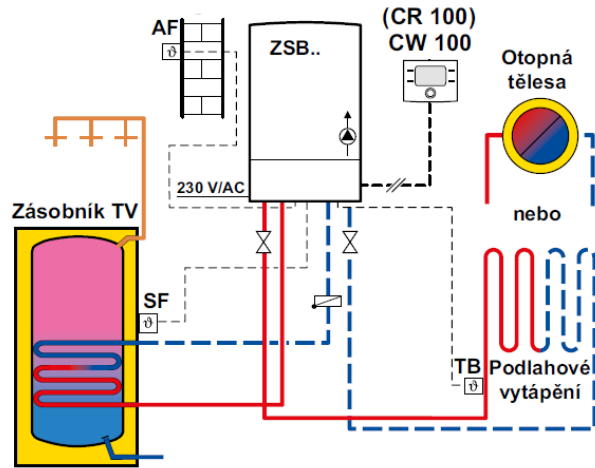 AF
ϑ
ZSB..
(CR 100)
CW 100
Otopná
tělesa
230 V/AC
nebo
Zásobník TV
SF
ϑ
TB
ϑ
Podlahové
vytápění